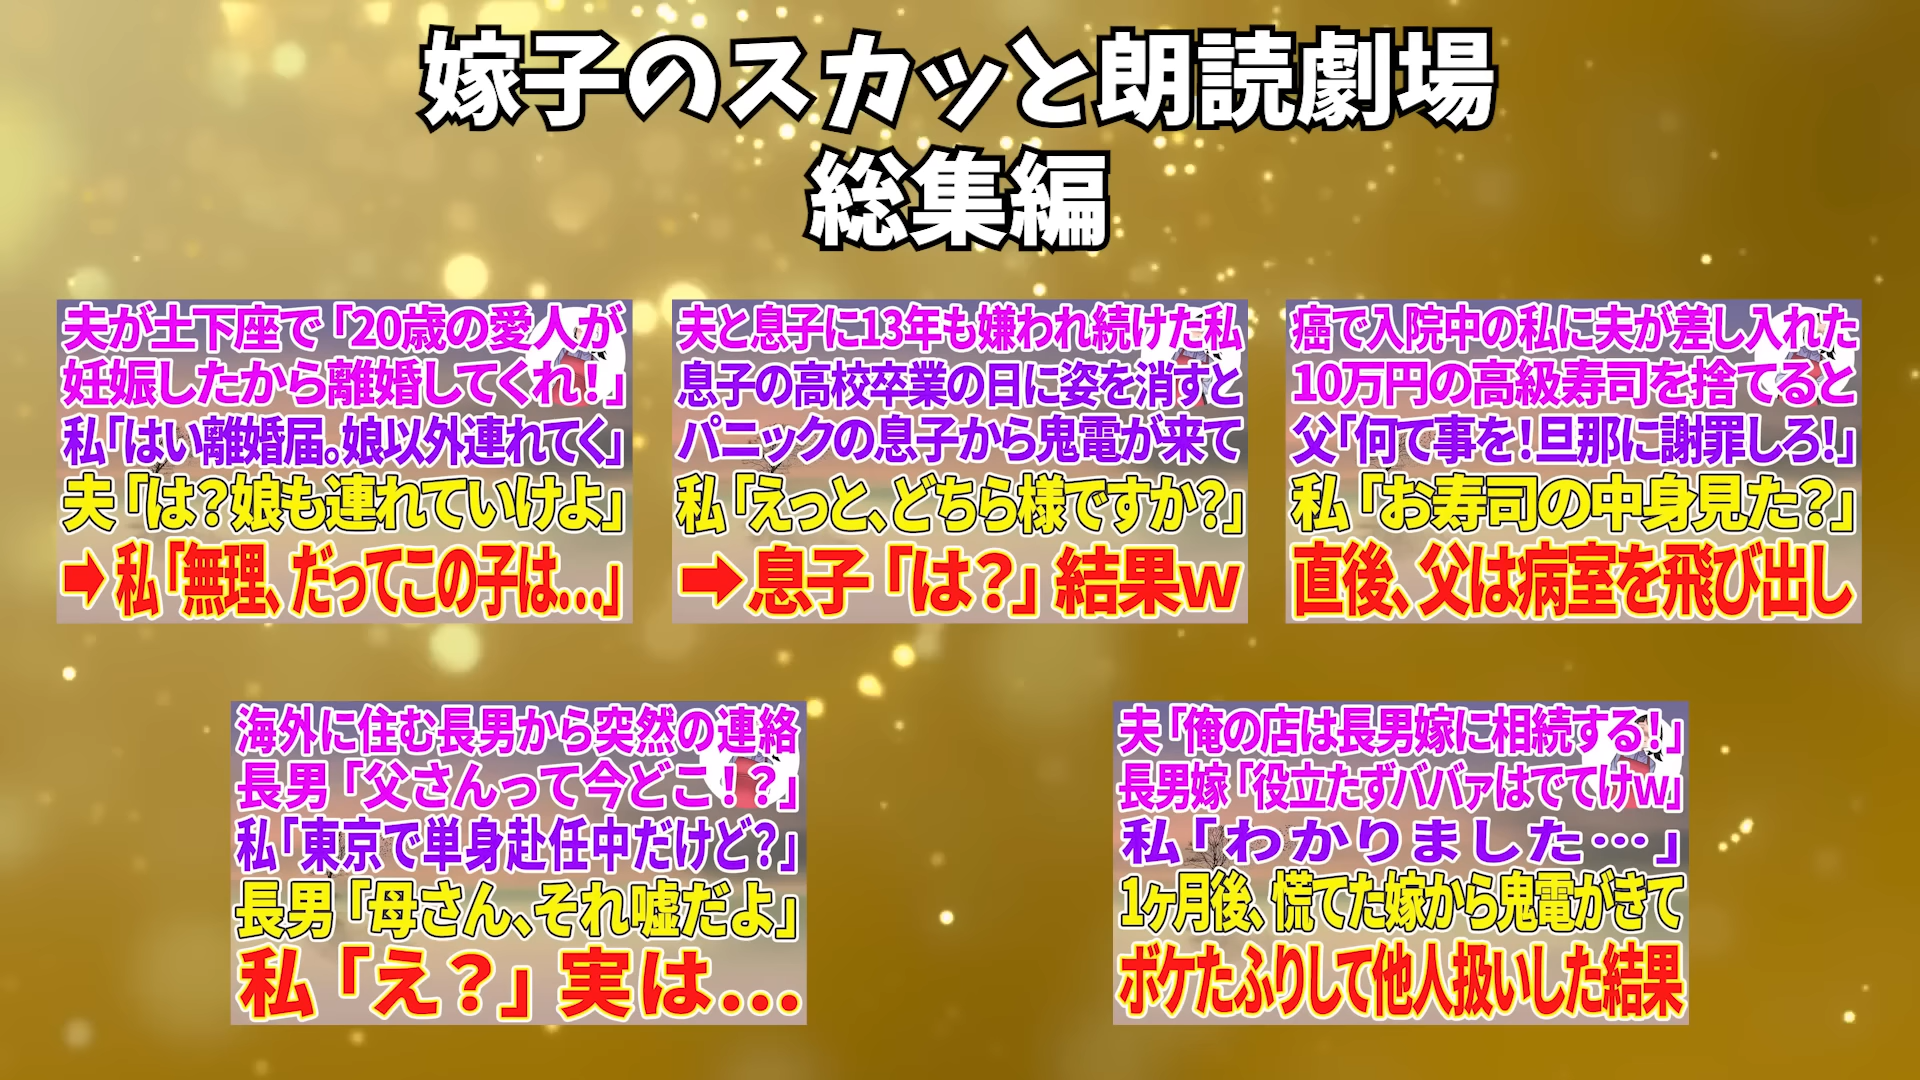 嫁子のスカッと朗読劇場
総集編
夫が土下座で「20歳の愛人が
妊娠したから離婚してくれ!」
私「はい離婚届。娘以外連れてく」
夫「は?娘も連れていけよ」
➡私「無理、だってこの子は…」
夫と息子に13年も嫌われ続けた私
息子の高校卒業の日に姿を消すと
パニックの息子から鬼電が来て
私「えっと、どちら様ですか?」
➡息子「は?」結果w
癌で入院中の私に夫が差し入れた
10万円の高級寿司を捨てると
父「何て事を!旦那に謝罪しろ!」
私「お寿司の中身見た?」
直後、父は病室を飛び出し
海外に住む長男から突然の連絡
長男「父さんって今どこ!?」
私「東京で単身赴任中だけど?」
長男「母さん、それ嘘だよ」
私「え?」実は…
夫「俺の店は長男嫁に相続する!」
長男嫁「役立たずババァはでてけw」
私「わかりました…」
1ヶ月後、慌てた嫁から鬼電がきて
ボケたふりして他人扱いした結果